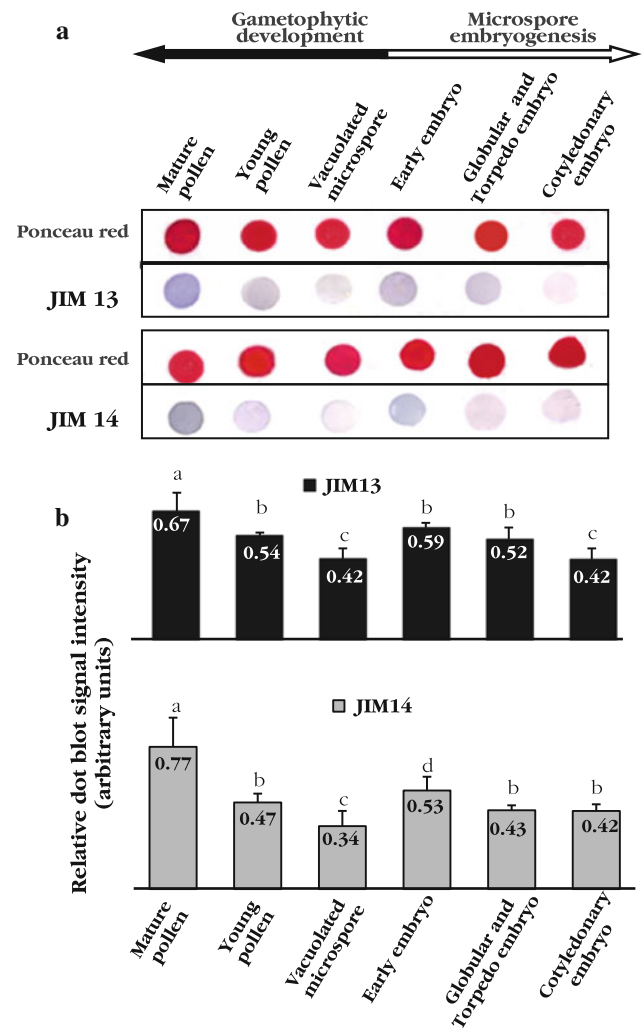 a
Gametophytic
development
Microspore
embryogenesis
Mature
pollen
Young
pollen
Vacuolated
microspore
Early embryo
Globular and
Torpedo embryo
Cotyledonary
embryo
Ponceau red
JIM 13
Ponceau red
JIM 14
b
Relative dot blot signal intensity
(arbitrary units)
JIM13
a b c b b c
0.67 0.54 0.42 0.59 0.52 0.42
JIM14
a b c d b b
0.77 0.47 0.34 0.53 0.43 0.42
Mature
pollen
Young
pollen
Vacuolated
microspore
Early embryo
Globular and
Torpedo embryo
Cotyledonary
embryo